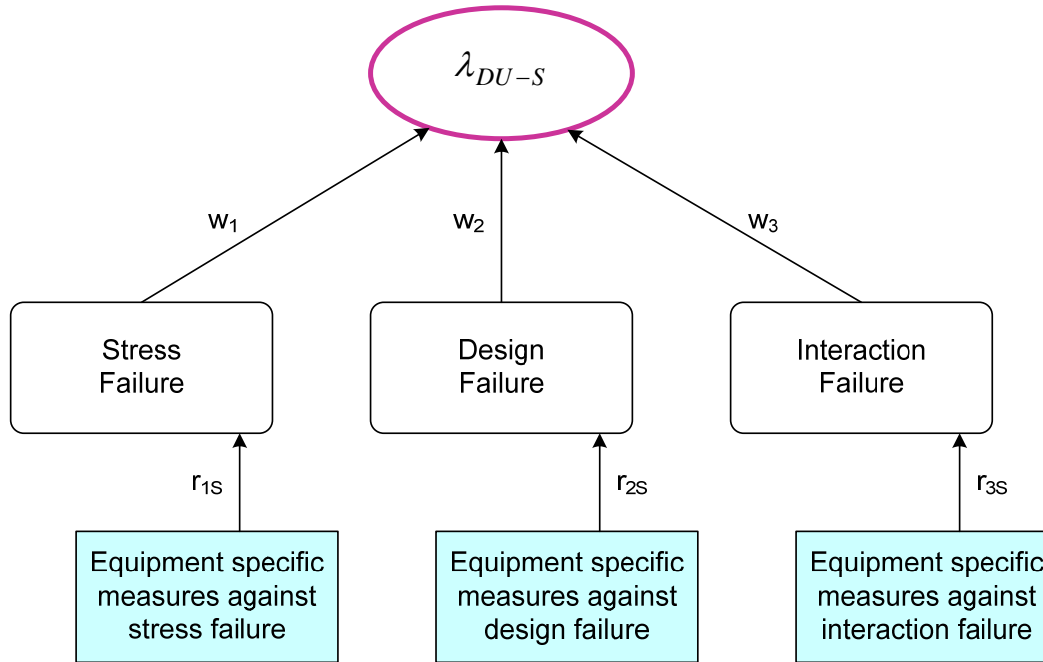 λ_DU−S
w₁
w₂
w₃
Stress
Failure
Design
Failure
Interaction
Failure
r₁S
r₂S
r₃S
Equipment specific
measures against
stress failure
Equipment specific
measures against
design failure
Equipment specific
measures against
interaction failure